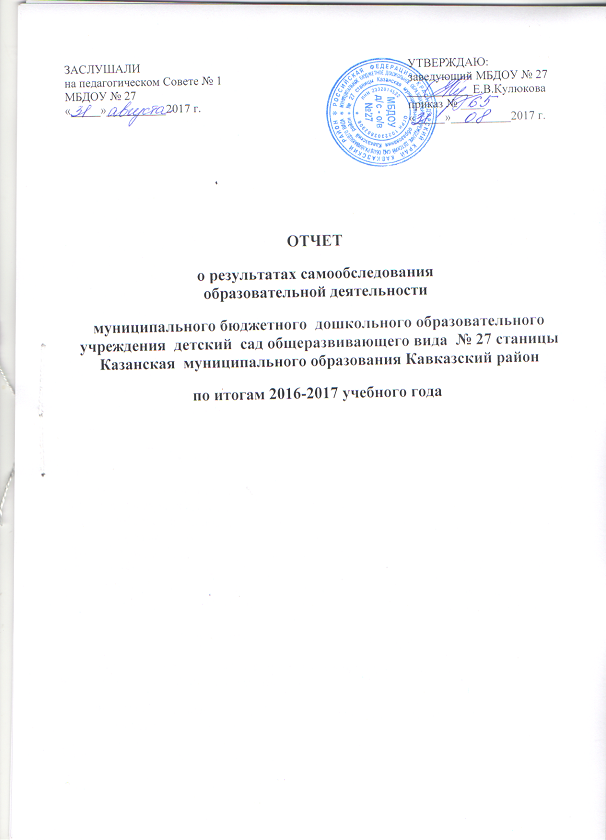 ЗАСЛУШАЛИ
на педагогическом Совете № 1
МБДОУ № 27
«31» августа 2017 г.
УТВЕРЖДАЮ:
заведующий МБДОУ № 27
Е.В.Кулюкова
приказ № 165
«31» 08 2017 г.
МБДОУ
д - с о/в
№27
ОТЧЕТ
о результатах самообследования
образовательной деятельности
муниципального бюджетного дошкольного образовательного
учреждения детский сад общеразвивающего вида № 27 станицы
Казанская муниципального образования Кавказский район
по итогам 2016-2017 учебного года